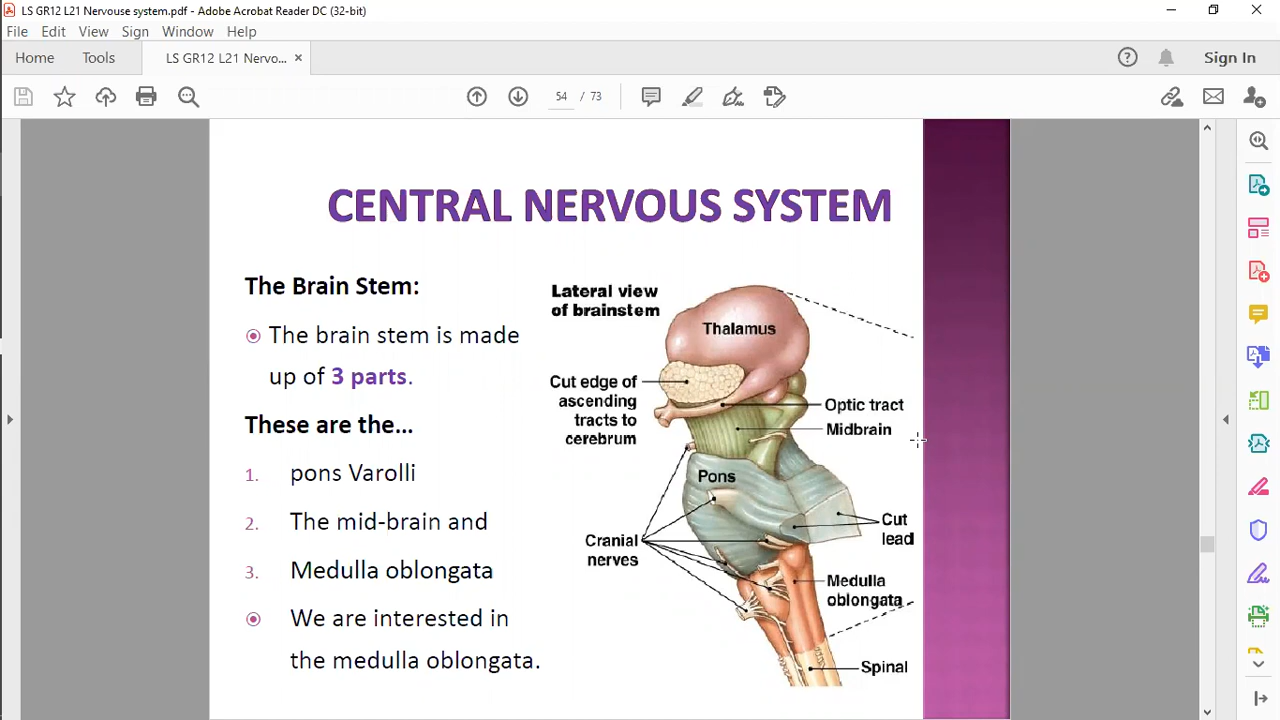 LS GR12 L21 Nervouse system.pdf - Adobe Acrobat Reader DC (32-bit)
File Edit View Sign Window Help
Home Tools LS GR12 L21 Nervo... × Sign In
54 / 73
CENTRAL NERVOUS SYSTEM
The Brain Stem:
The brain stem is made
up of 3 parts.
These are the...
1. pons Varolli
2. The mid-brain and
3. Medulla oblongata
We are interested in
the medulla oblongata.
Lateral view
of brainstem
Thalamus
Cut edge of
ascending
tracts to
cerebrum
Optic tract
Midbrain
Pons
Cranial
nerves
Cut
lead
Medulla
oblongata
Spinal